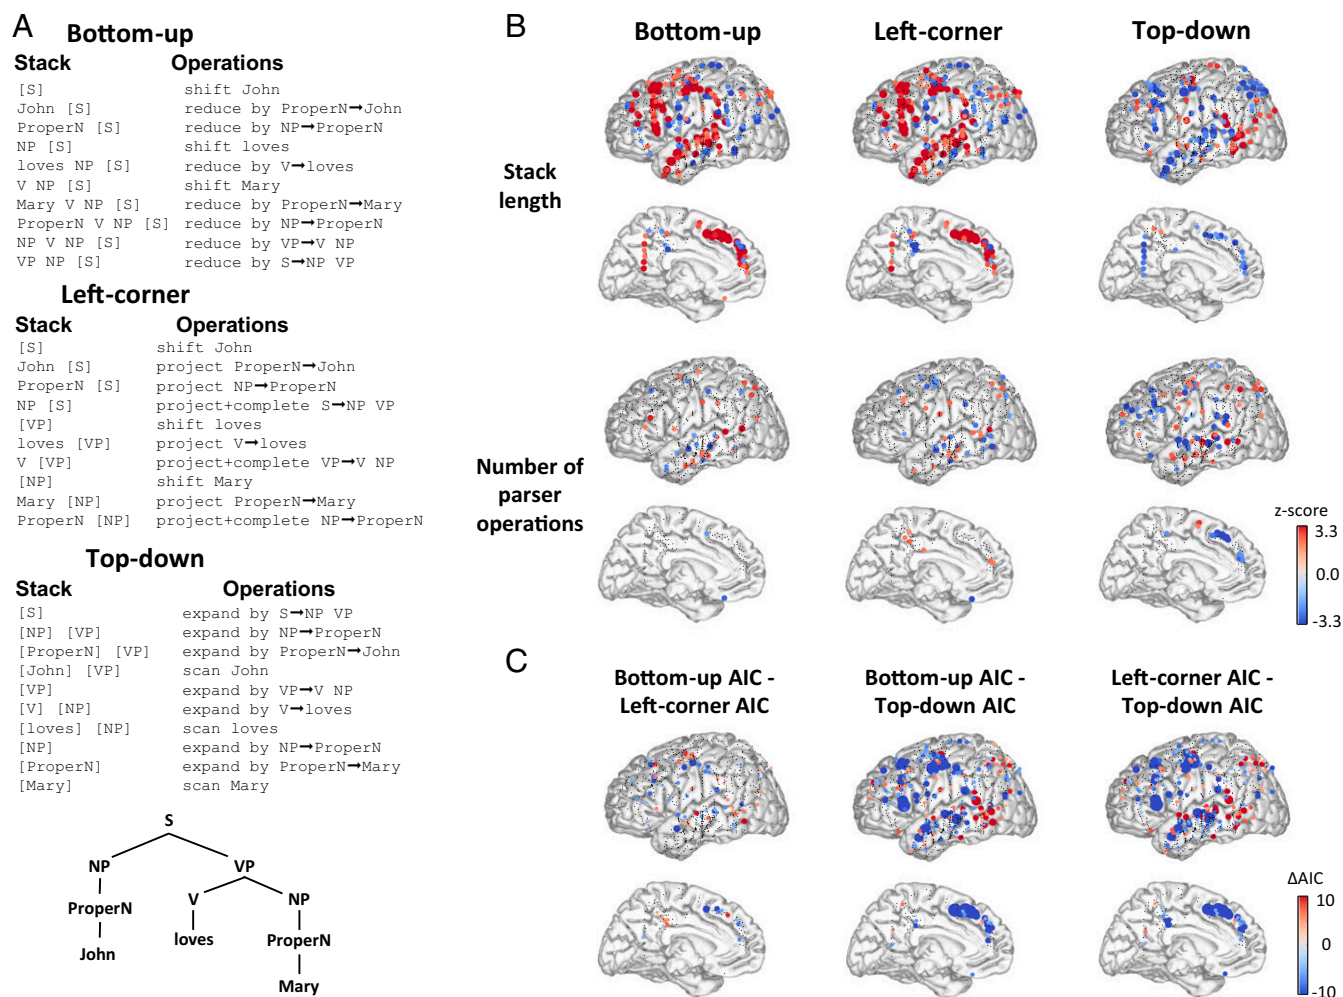 A
Bottom-up
Stack Operations
[S] shift John
John [S] reduce by ProperN→John
ProperN [S] reduce by NP→ProperN
NP [S] shift loves
loves NP [S] reduce by V→loves
V NP [S] shift Mary
Mary V NP [S] reduce by ProperN→Mary
ProperN V NP [S] reduce by NP→ProperN
NP V NP [S] reduce by VP→V NP
VP NP [S] reduce by S→NP VP
Left-corner
Stack Operations
[S] shift John
John [S] project ProperN→John
ProperN [S] project NP→ProperN
NP [S] project+complete S→NP VP
[VP] shift loves
loves [VP] project V→loves
V [VP] project+complete VP→V NP
[NP] shift Mary
Mary [NP] project ProperN→Mary
ProperN [NP] project+complete NP→ProperN
Top-down
Stack Operations
[S] expand by S→NP VP
[NP] [VP] expand by NP→ProperN
[ProperN] [VP] expand by ProperN→John
[John] [VP] scan John
[VP] expand by VP→V NP
[V] [NP] expand by V→loves
[loves] [NP] scan loves
[NP] expand by NP→ProperN
[ProperN] expand by ProperN→Mary
[Mary] scan Mary
S
NP VP
ProperN V NP
John loves ProperN
Mary
B
Bottom-up Left-corner Top-down
Stack
length
Number of
parser
operations
z-score
3.3
0.0
-3.3
C
Bottom-up AIC - Bottom-up AIC - Left-corner AIC -
Left-corner AIC Top-down AIC Top-down AIC
ΔAIC
10
0
-10